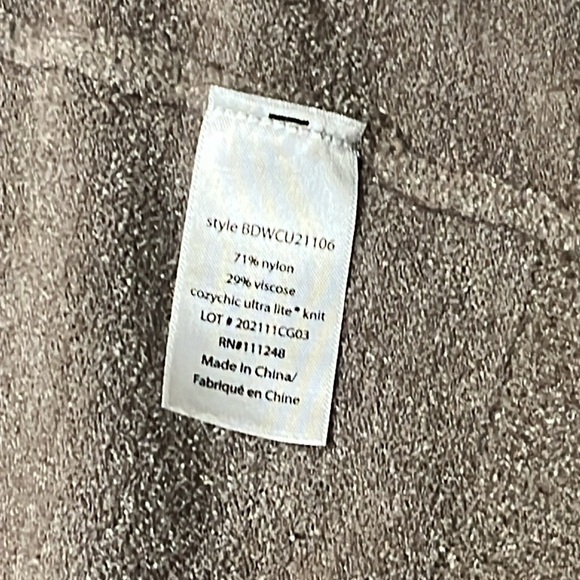 style BDWCU21106
71% nylon
29% viscose
cozychic ultra lite® knit
LOT # 202111CG03
RN#111248
Made in China/
Fabriqué en Chine